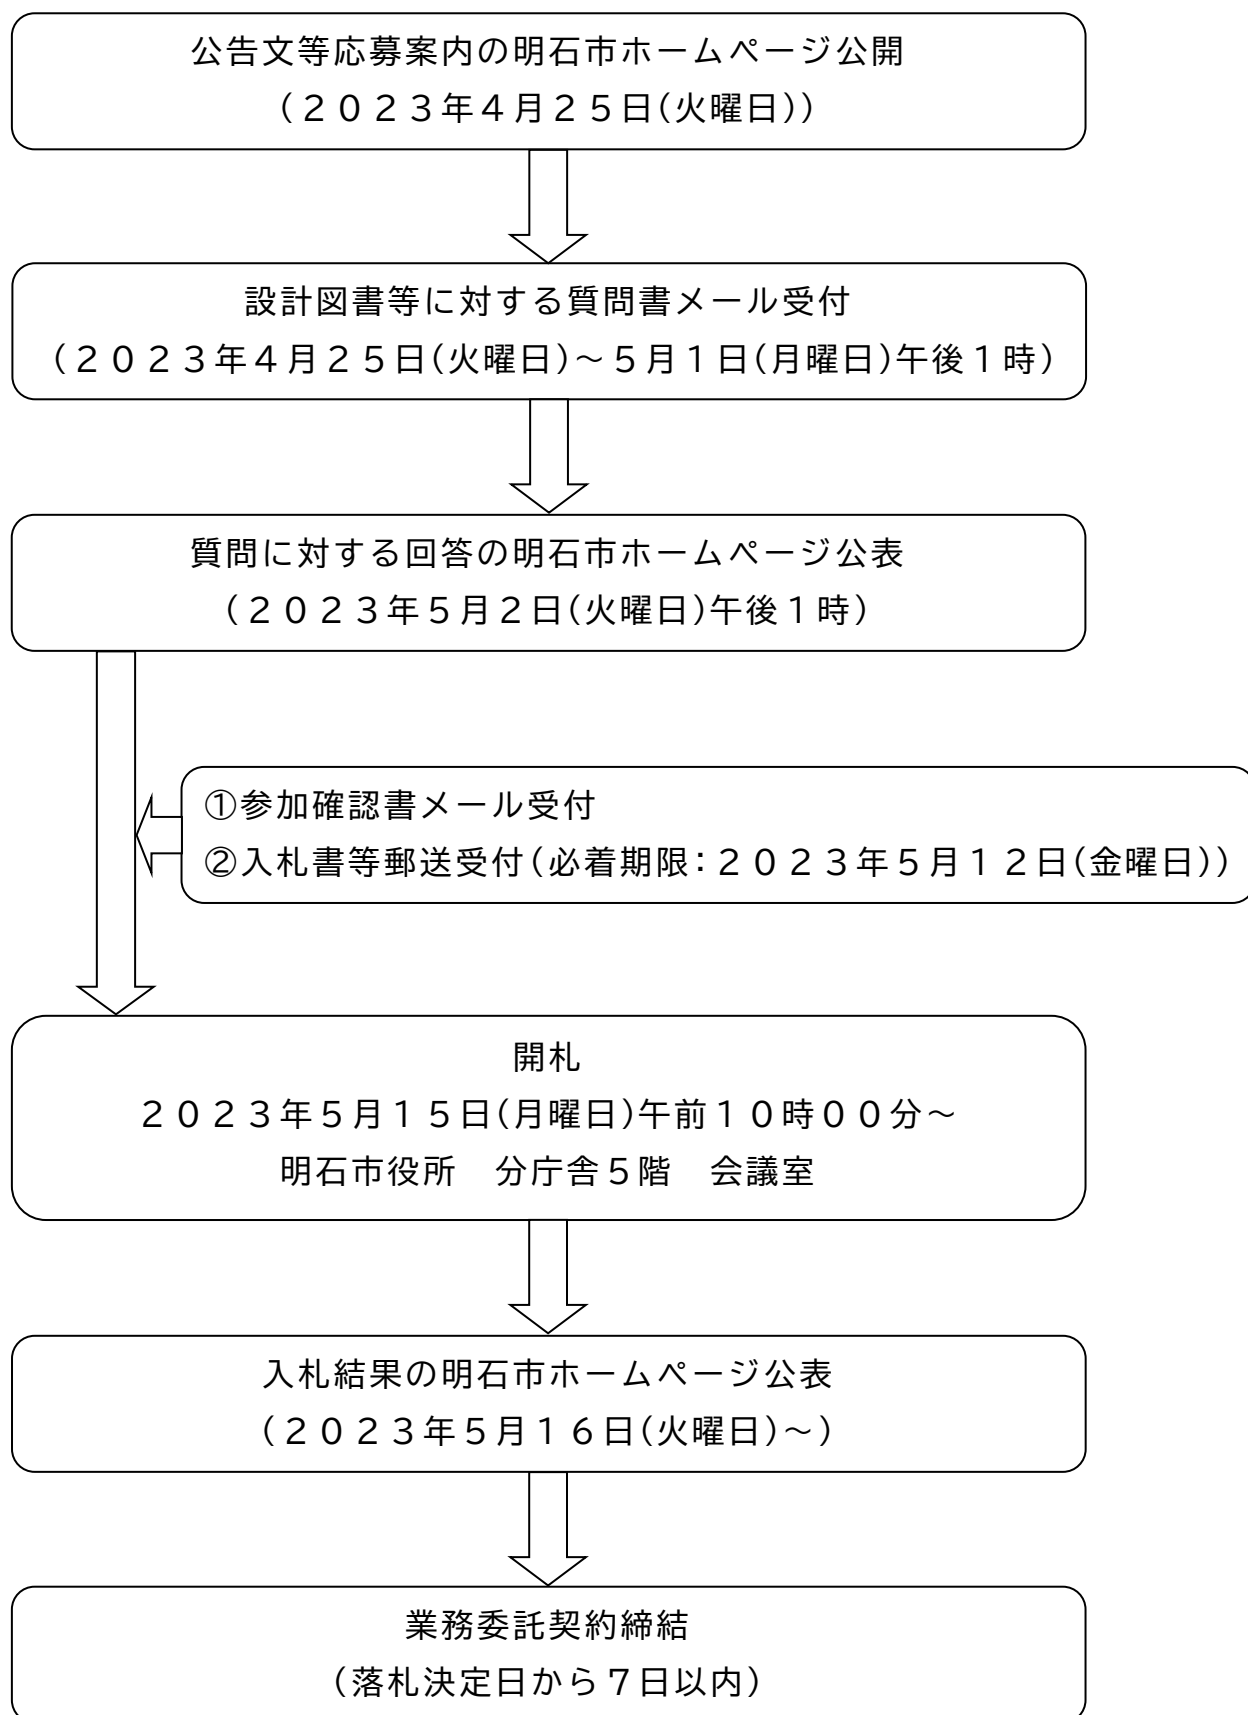 公告文等応募案内の明石市ホームページ公開
(２０２３年４月２５日(火曜日))
設計図書等に対する質問書メール受付
(２０２３年４月２５日(火曜日)～５月１日(月曜日)午後１時)
質問に対する回答の明石市ホームページ公表
(２０２３年５月２日(火曜日)午後１時)
①参加確認書メール受付
②入札書等郵送受付(必着期限：２０２３年５月１２日(金曜日))
開札
２０２３年５月１５日(月曜日)午前１０時００分～
明石市役所　分庁舎５階　会議室
入札結果の明石市ホームページ公表
(２０２３年５月１６日(火曜日)～)
業務委託契約締結
(落札決定日から７日以内)